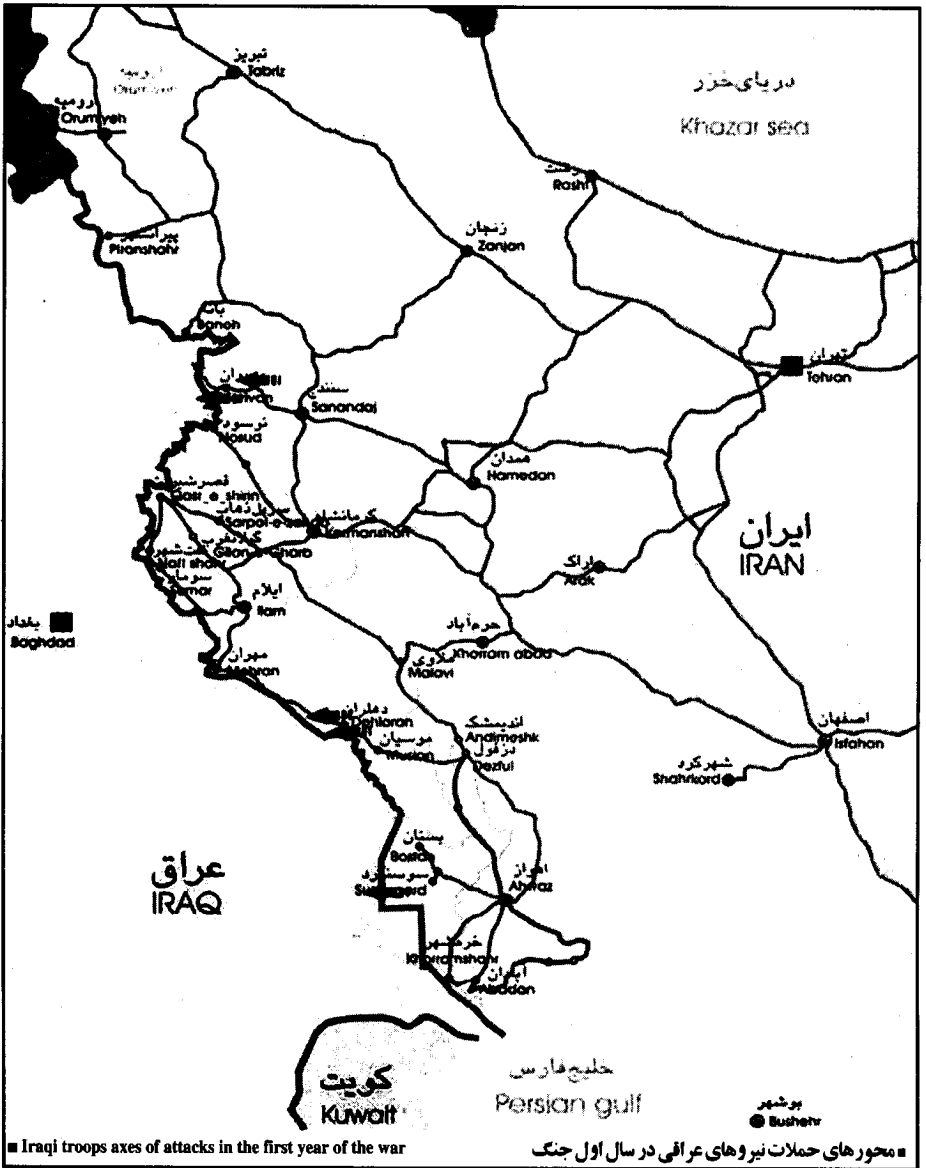 تبریز
Tabriz
ارومیه
Orumiyeh
ارومیه
Orumiyeh
دریای خزر
Khazar sea
رشت
Rasht
زنجان
Zanjan
پیرانشهر
Piranshahr
بانه
Baneh
تهران
Tehran
مریوان
Marivan
سنندج
Sanandaj
نوسود
Nosud
همدان
Hamedan
قصرشیرین
Qasr_e_shirin
سرپل ذهاب
کرمانشاه
Kermanshah
گیلانغرب
Gilan-e-Gharb
نفت شهر
Naft shahr
سومار
Sumar
ایران
IRAN
اراک
Arak
ایلام
Ilam
بغداد
Baghdad
خرم‌آباد
Khorram abad
ملاوی
Malavi
مهران
Mehran
دهلران
Dehloran
اندیمشک
Andimeshk
موسیان
Musian
دزفول
Dezful
اصفهان
Isfahan
شهرکرد
Shahrkord
بستان
Bostan
سوسنگرد
Susangerd
اهواز
Ahvaz
عراق
IRAQ
خرمشهر
Khorramshahr
آبادان
Abadan
کویت
Kuwait
خلیج فارس
Persian gulf
بوشهر
Bushehr
■ Iraqi troops axes of attacks in the first year of the war
■ محورهای حملات نیروهای عراقی در سال اول جنگ